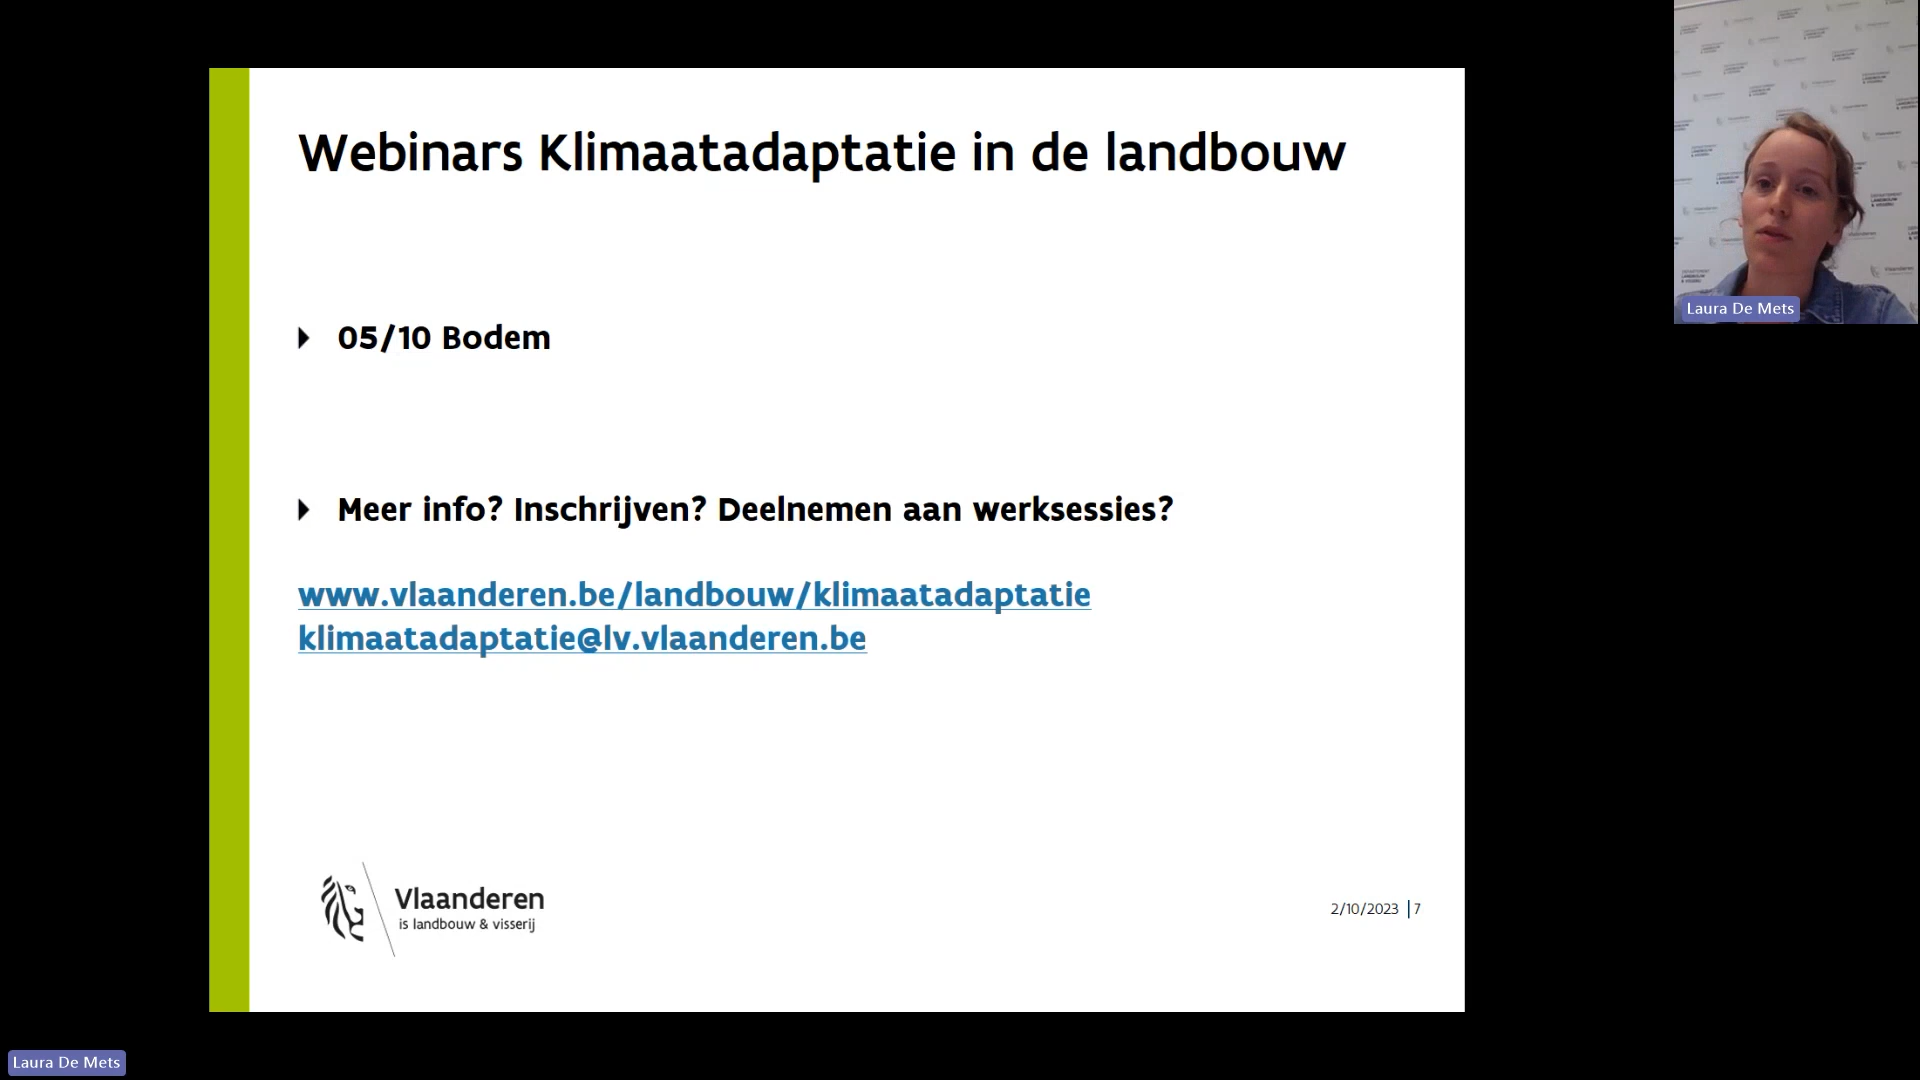 Webinars Klimaatadaptatie in de landbouw
05/10 Bodem
Meer info? Inschrijven? Deelnemen aan werksessies?
www.vlaanderen.be/landbouw/klimaatadaptatie
klimaatadaptatie@lv.vlaanderen.be
Vlaanderen
is landbouw & visserij
2/10/2023 | 7
Laura De Mets
Laura De Mets